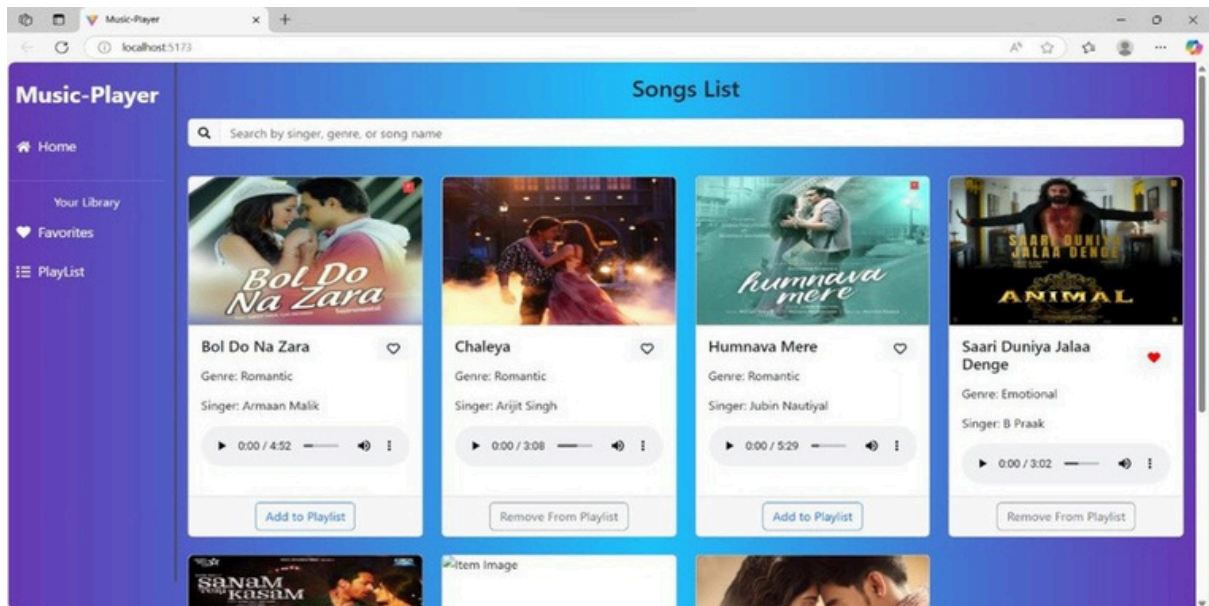 Music-Player
localhost:5173
Music-Player
Home
Your Library
Favorites
PlayList
Songs List
Search by singer, genre, or song name
Bol Do
Na Zara
Instrumental
humnava
mere
SAARI DUNIYA
JALAA DENGE
ANIMAL
Bol Do Na Zara
Genre: Romantic
Singer: Armaan Malik
0:00 / 4:52
Add to Playlist
Chaleya
Genre: Romantic
Singer: Arijit Singh
0:00 / 3:08
Remove From Playlist
Humnava Mere
Genre: Romantic
Singer: Jubin Nautiyal
0:00 / 5:29
Add to Playlist
Saari Duniya Jalaa
Denge
Genre: Emotional
Singer: B Praak
0:00 / 3:02
Remove From Playlist
SANAM
TERI KASAM
Item Image